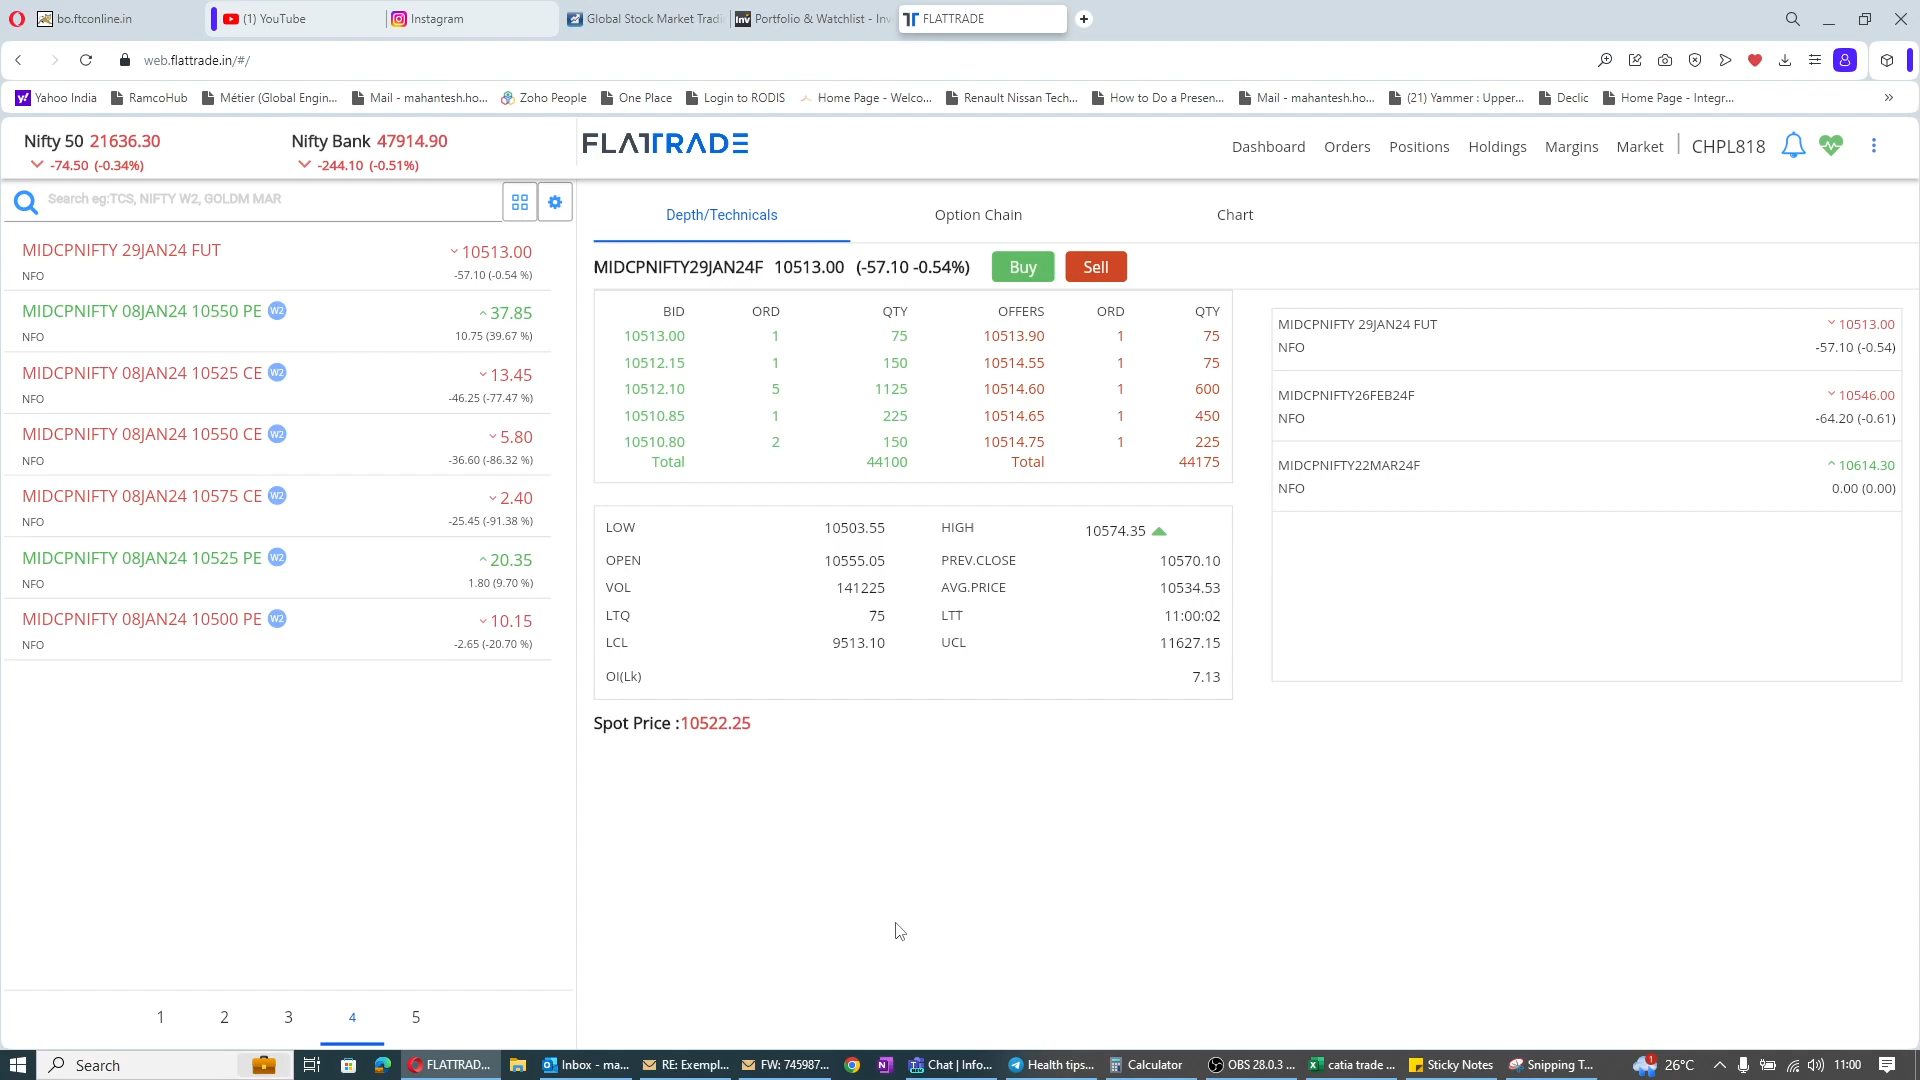 bo.ftconline.in
(1) YouTube
Instagram
Global Stock Market Tradi
Portfolio & Watchlist - Inv
FLATTRADE
web.flattrade.in/#/
Yahoo India
RamcoHub
Métier (Global Engin...
Mail - mahantesh.ho...
Zoho People
One Place
Login to RODIS
Home Page - Welco...
Renault Nissan Tech...
How to Do a Presen...
Mail - mahantesh.ho...
(21) Yammer : Upper...
Declic
Home Page - Integr...
Nifty 50 21636.30
-74.50 (-0.34%)
Nifty Bank 47914.90
-244.10 (-0.51%)
FLATTRADE
Dashboard
Orders
Positions
Holdings
Margins
Market
CHPL818
Search eg:TCS, NIFTY W2, GOLDM MAR
MIDCPNIFTY 29JAN24 FUT 10513.00
NFO -57.10 (-0.54 %)
MIDCPNIFTY 08JAN24 10550 PE W2 37.85
NFO 10.75 (39.67 %)
MIDCPNIFTY 08JAN24 10525 CE W2 13.45
NFO -46.25 (-77.47 %)
MIDCPNIFTY 08JAN24 10550 CE W2 5.80
NFO -36.60 (-86.32 %)
MIDCPNIFTY 08JAN24 10575 CE W2 2.40
NFO -25.45 (-91.38 %)
MIDCPNIFTY 08JAN24 10525 PE W2 20.35
NFO 1.80 (9.70 %)
MIDCPNIFTY 08JAN24 10500 PE W2 10.15
NFO -2.65 (-20.70 %)
1 2 3 4 5
Depth/Technicals
Option Chain
Chart
MIDCPNIFTY29JAN24F 10513.00 (-57.10 -0.54%) Buy Sell
BID ORD QTY OFFERS ORD QTY
10513.00 1 75 10513.90 1 75
10512.15 1 150 10514.55 1 75
10512.10 5 1125 10514.60 1 600
10510.85 1 225 10514.65 1 450
10510.80 2 150 10514.75 1 225
Total 44100 Total 44175
LOW 10503.55 HIGH 10574.35
OPEN 10555.05 PREV.CLOSE 10570.10
VOL 141225 AVG.PRICE 10534.53
LTQ 75 LTT 11:00:02
LCL 9513.10 UCL 11627.15
OI(Lk) 7.13
Spot Price :10522.25
MIDCPNIFTY 29JAN24 FUT 10513.00
NFO -57.10 (-0.54)
MIDCPNIFTY26FEB24F 10546.00
NFO -64.20 (-0.61)
MIDCPNIFTY22MAR24F 10614.30
NFO 0.00 (0.00)
Search
FLATTRAD...
Inbox - ma...
RE: Exempl...
FW: 745987...
Chat | Info...
Health tips...
Calculator
OBS 28.0.3 ...
catia trade ...
Sticky Notes
Snipping T...
1
26°C
11:00